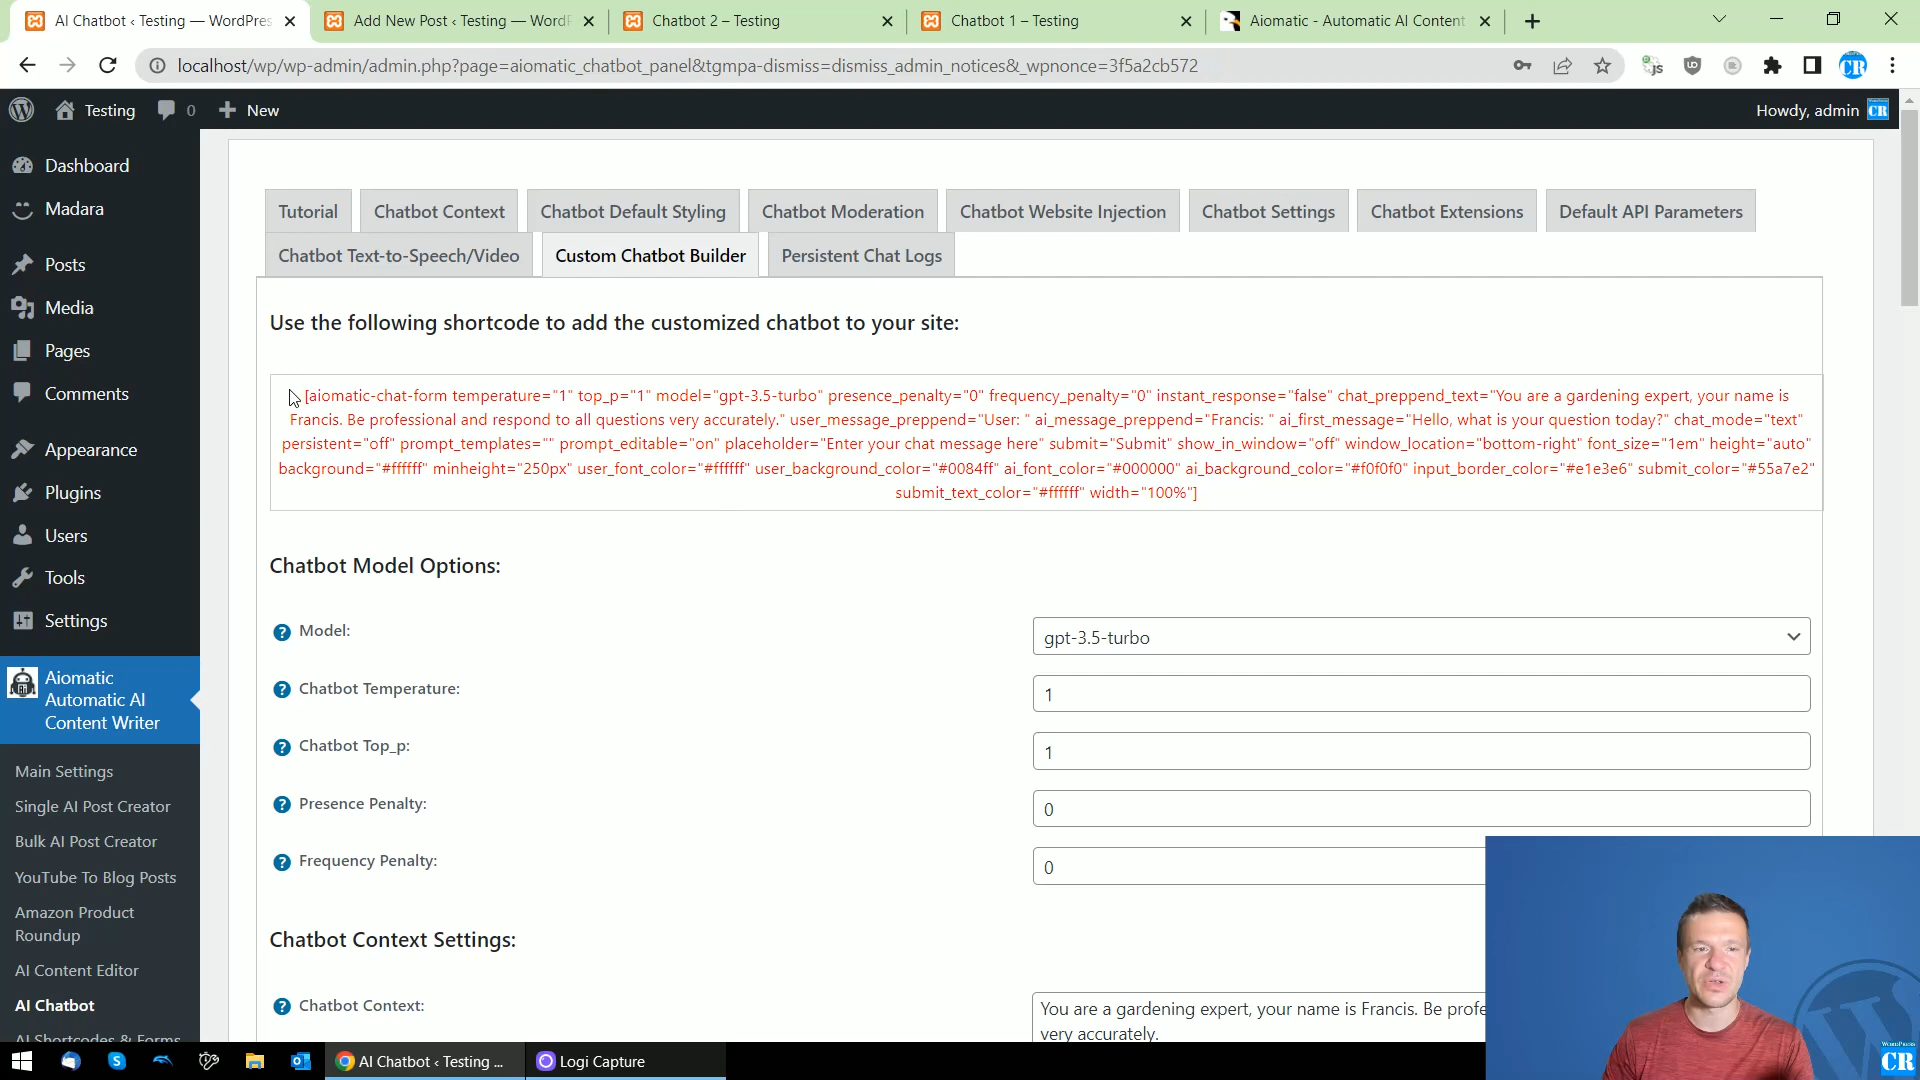 AI Chatbot ‹ Testing — WordPres
Add New Post ‹ Testing — WordP
Chatbot 2 – Testing
Chatbot 1 – Testing
Aiomatic - Automatic AI Content
localhost/wp/wp-admin/admin.php?page=aiomatic_chatbot_panel&tgmpa-dismiss=dismiss_admin_notices&_wpnonce=3f5a2cb572
Testing
0
New
Howdy, admin
Dashboard
Madara
Posts
Media
Pages
Comments
Appearance
Plugins
Users
Tools
Settings
Aiomatic
Automatic AI
Content Writer
Main Settings
Single AI Post Creator
Bulk AI Post Creator
YouTube To Blog Posts
Amazon Product
Roundup
AI Content Editor
AI Chatbot
AI Shortcodes & Forms
Tutorial
Chatbot Context
Chatbot Default Styling
Chatbot Moderation
Chatbot Website Injection
Chatbot Settings
Chatbot Extensions
Default API Parameters
Chatbot Text-to-Speech/Video
Custom Chatbot Builder
Persistent Chat Logs
Use the following shortcode to add the customized chatbot to your site:
[aiomatic-chat-form temperature="1" top_p="1" model="gpt-3.5-turbo" presence_penalty="0" frequency_penalty="0" instant_response="false" chat_preppend_text="You are a gardening expert, your name is
Francis. Be professional and respond to all questions very accurately." user_message_preppend="User: " ai_message_preppend="Francis: " ai_first_message="Hello, what is your question today?" chat_mode="text"
persistent="off" prompt_templates="" prompt_editable="on" placeholder="Enter your chat message here" submit="Submit" show_in_window="off" window_location="bottom-right" font_size="1em" height="auto"
background="#ffffff" minheight="250px" user_font_color="#ffffff" user_background_color="#0084ff" ai_font_color="#000000" ai_background_color="#f0f0f0" input_border_color="#e1e3e6" submit_color="#55a7e2"
submit_text_color="#ffffff" width="100%"]
Chatbot Model Options:
Model:
gpt-3.5-turbo
Chatbot Temperature:
1
Chatbot Top_p:
1
Presence Penalty:
0
Frequency Penalty:
0
Chatbot Context Settings:
Chatbot Context:
You are a gardening expert, your name is Francis. Be profe
very accurately.
AI Chatbot ‹ Testing ...
Logi Capture
WORDPRESS
CR